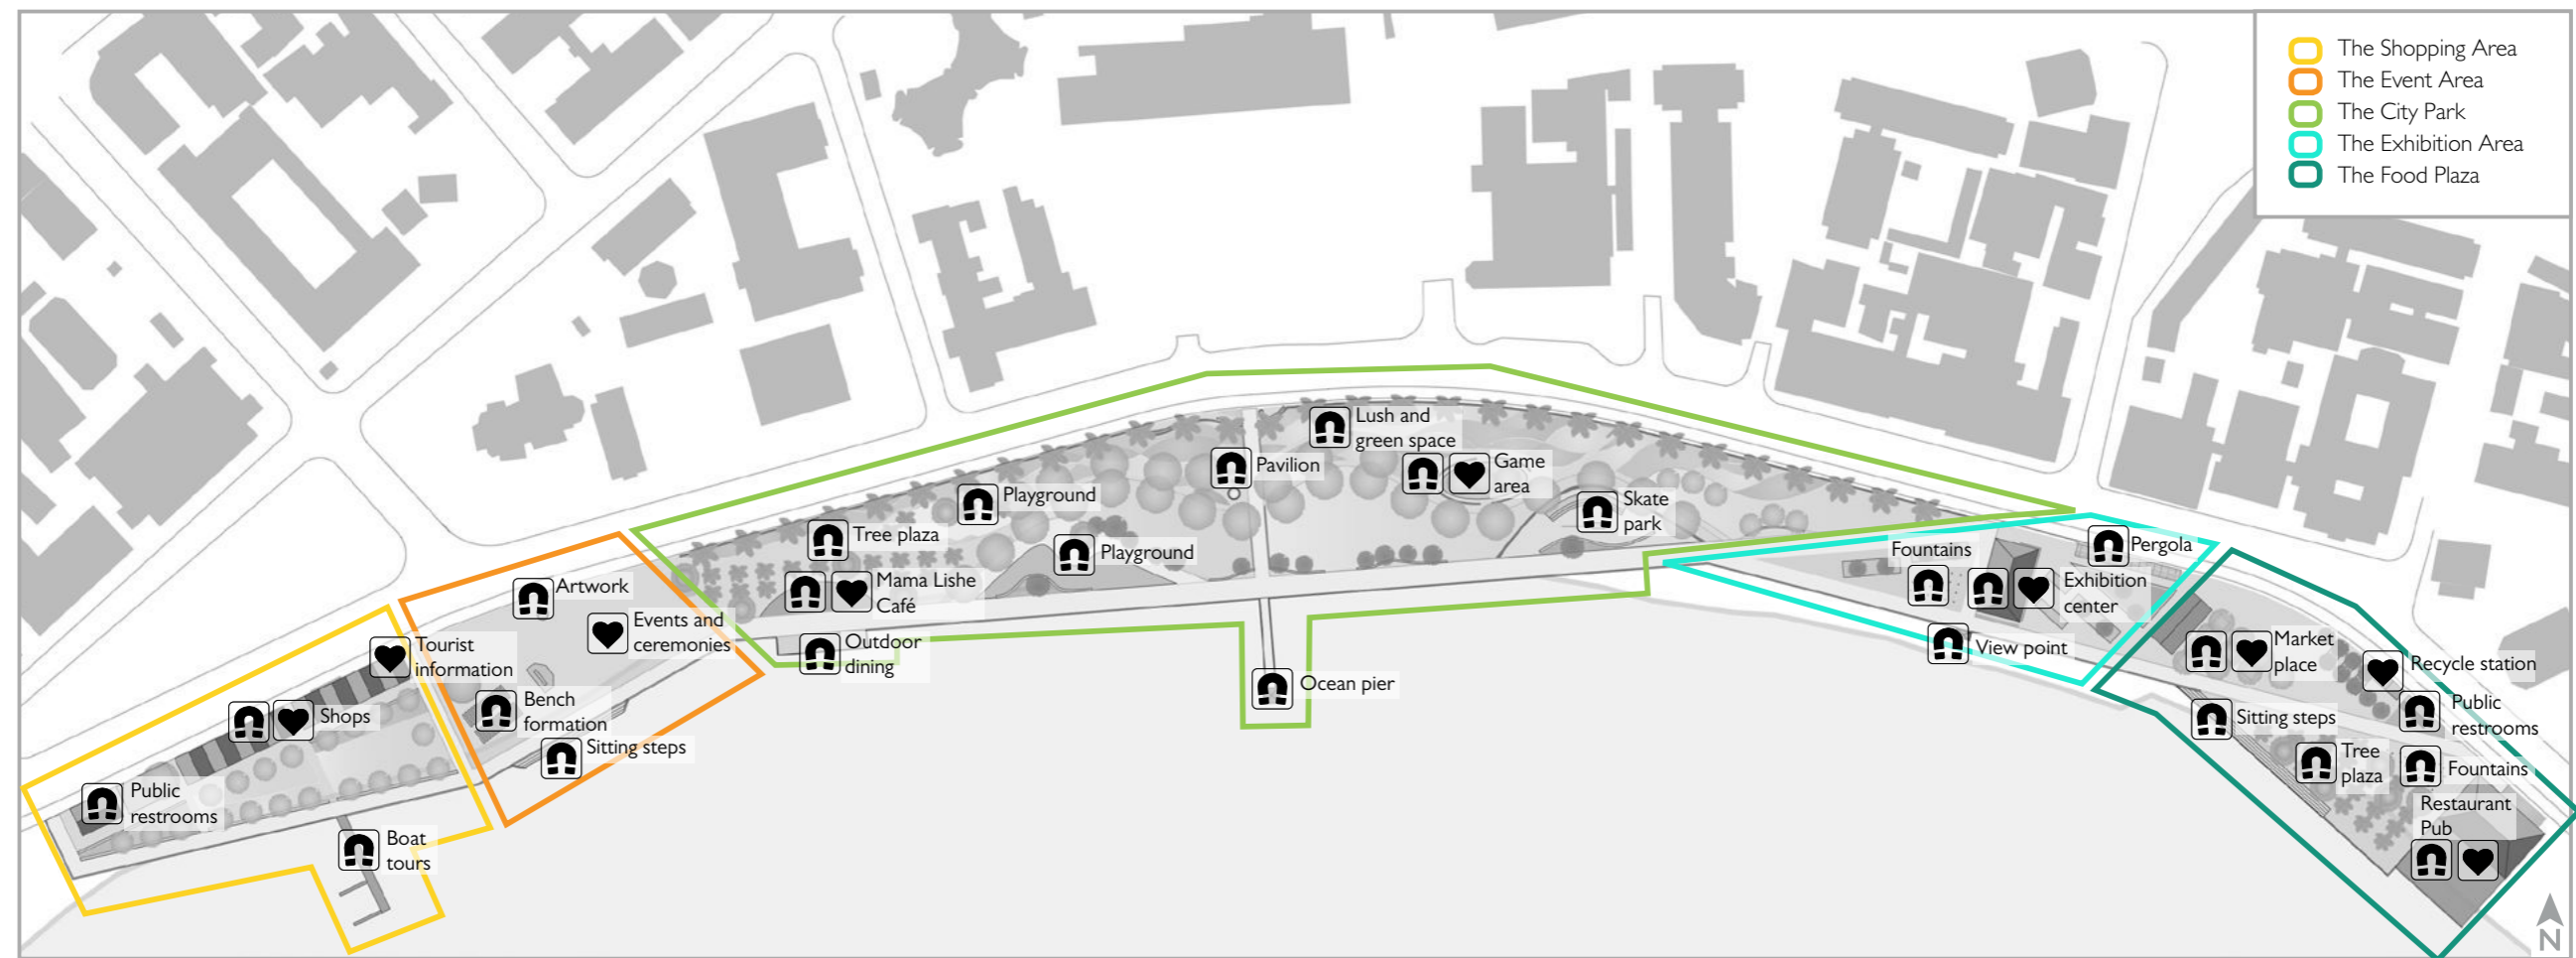 The Shopping Area
The Event Area
The City Park
The Exhibition Area
The Food Plaza
Lush and
green space
Pavilion
Game
area
Playground
Skate
park
Tree plaza
Playground
Mama Lishe
Café
Outdoor
dining
Ocean pier
Artwork
Events and
ceremonies
Tourist
information
Bench
formation
Sitting steps
Shops
Public
restrooms
Boat
tours
Fountains
Pergola
Exhibition
center
View point
Market
place
Recycle station
Public
restrooms
Sitting steps
Tree
plaza
Fountains
Restaurant
Pub
N